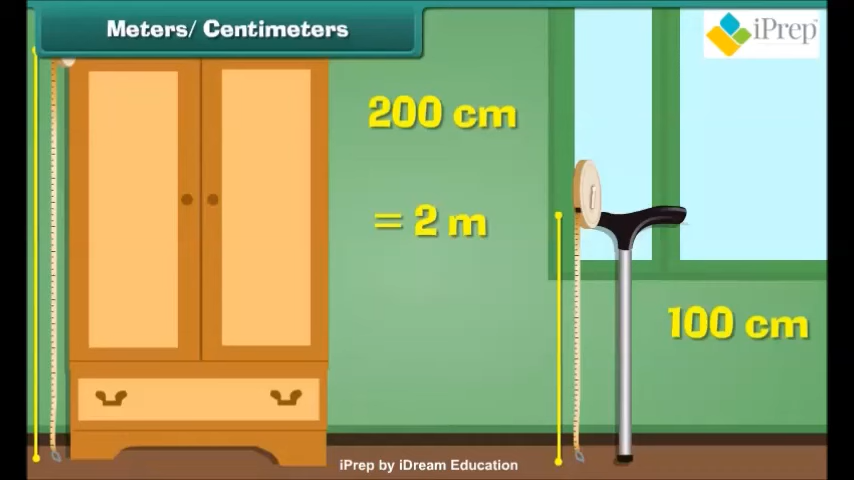 Meters/ Centimeters
iPrep
200 cm
= 2 m
100 cm
iPrep by iDream Education